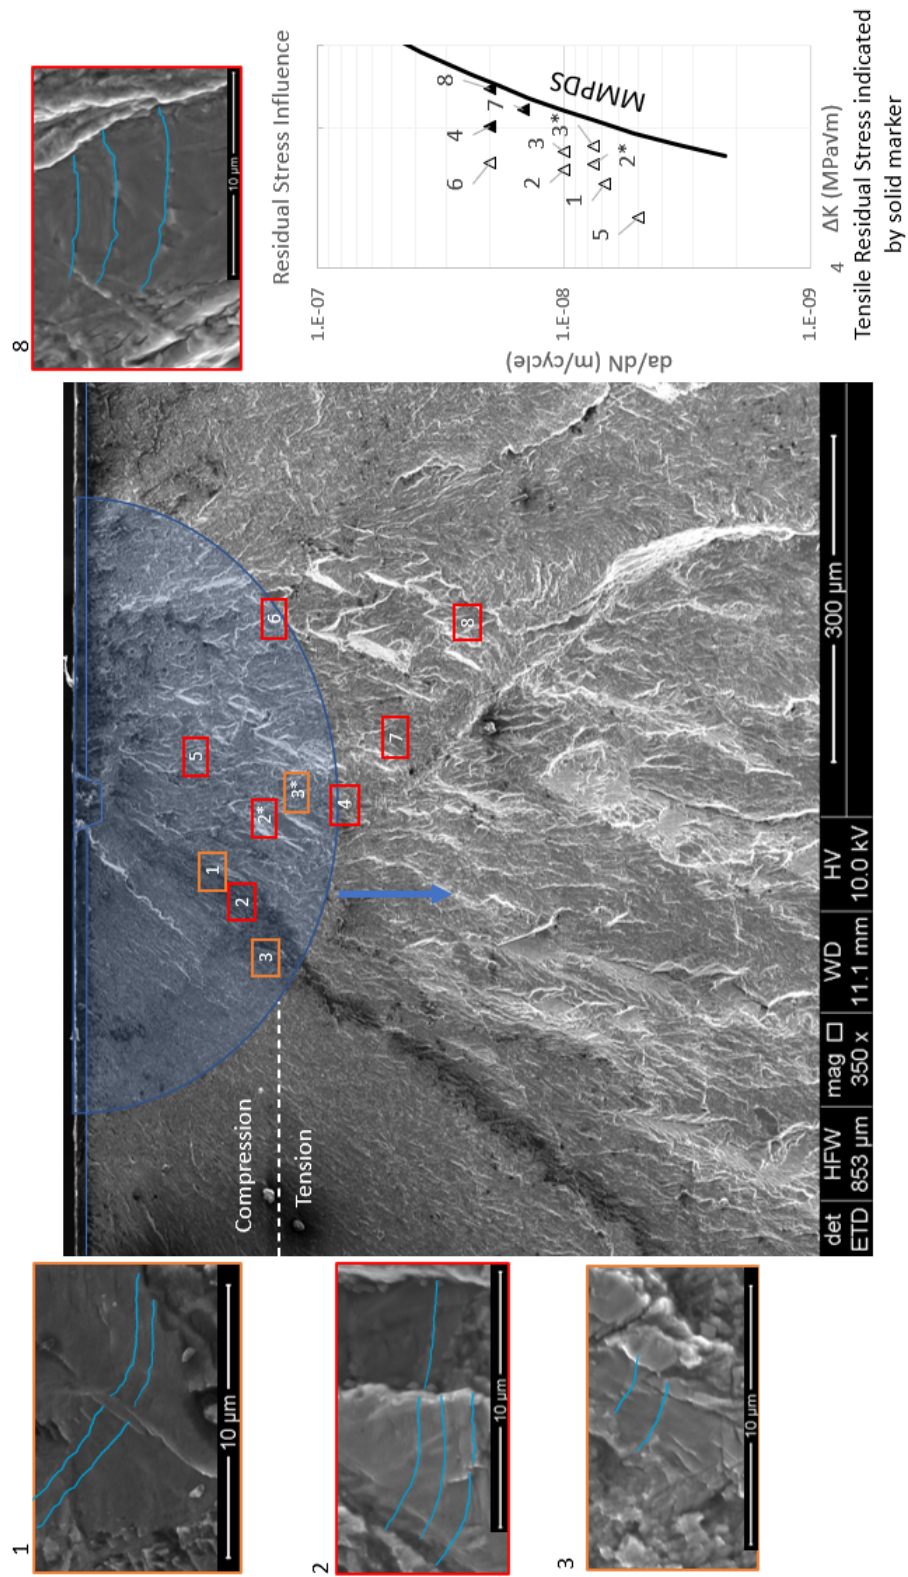 1
10 µm
2
10 µm
3
10 µm
Compression
Tension
1
2
3
2*
3*
4
5
6
7
8
det
HFW
mag □
WD
HV
300 µm
ETD
853 µm
350 x
11.1 mm
10.0 kV
8
10 µm
Residual Stress Influence
1.E-07
1.E-08
1.E-09
da/dN (m/cycle)
6
4
7
8
2
3
3*
1
2*
5
MMPDS
4
ΔK (MPa√m)
Tensile Residual Stress indicated
by solid marker